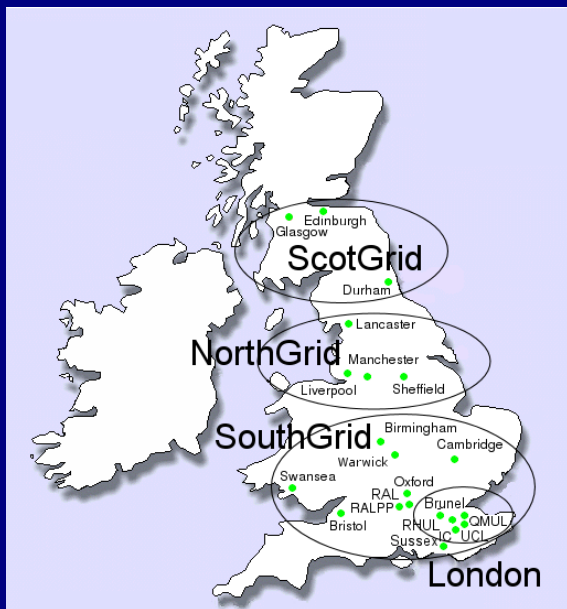 Edinburgh
Glasgow
ScotGrid
Durham
Lancaster
NorthGrid
Manchester
Liverpool
Sheffield
SouthGrid
Birmingham
Cambridge
Warwick
Swansea
Oxford
RAL
RALPP
Brunel
Bristol
RHUL
QMUL
IC
UCL
Sussex
London